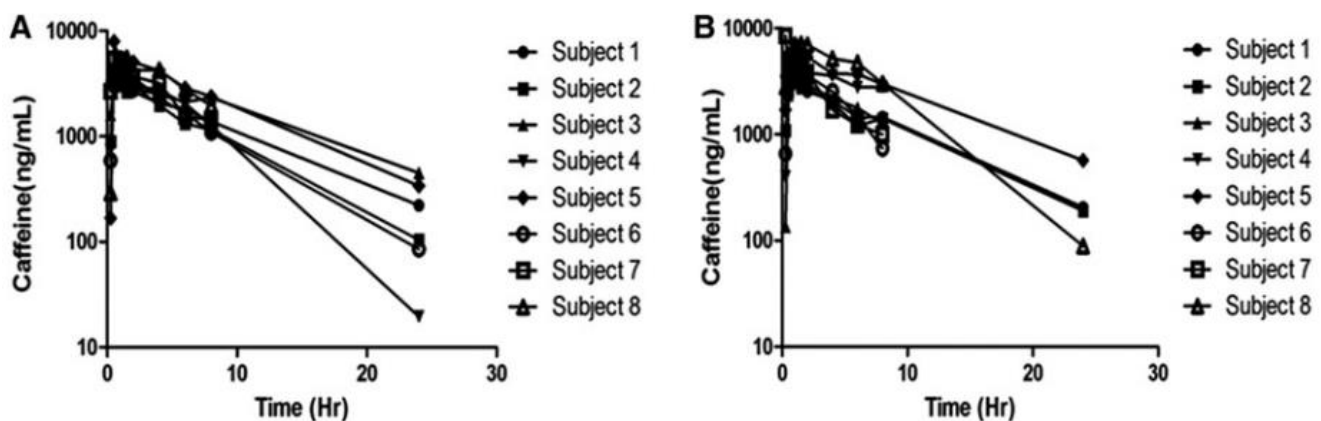 A
10000
1000
100
10
Caffeine(ng/mL)
0
10
20
30
Time (Hr)
Subject 1
Subject 2
Subject 3
Subject 4
Subject 5
Subject 6
Subject 7
Subject 8
B
10000
1000
100
10
Caffeine(ng/mL)
0
10
20
30
Time (Hr)
Subject 1
Subject 2
Subject 3
Subject 4
Subject 5
Subject 6
Subject 7
Subject 8